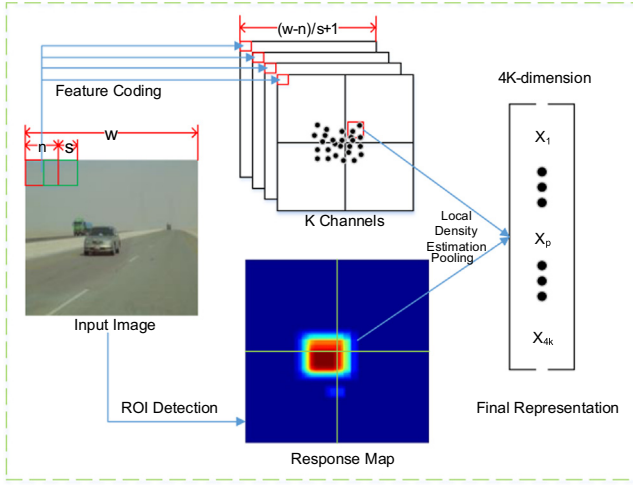 (w-n)/s+1
Feature Coding
4K-dimension
w
n
s
X1
K Channels
Local
Density
Estimation
Pooling
Xp
Input Image
X4k
ROI Detection
Final Representation
Response Map